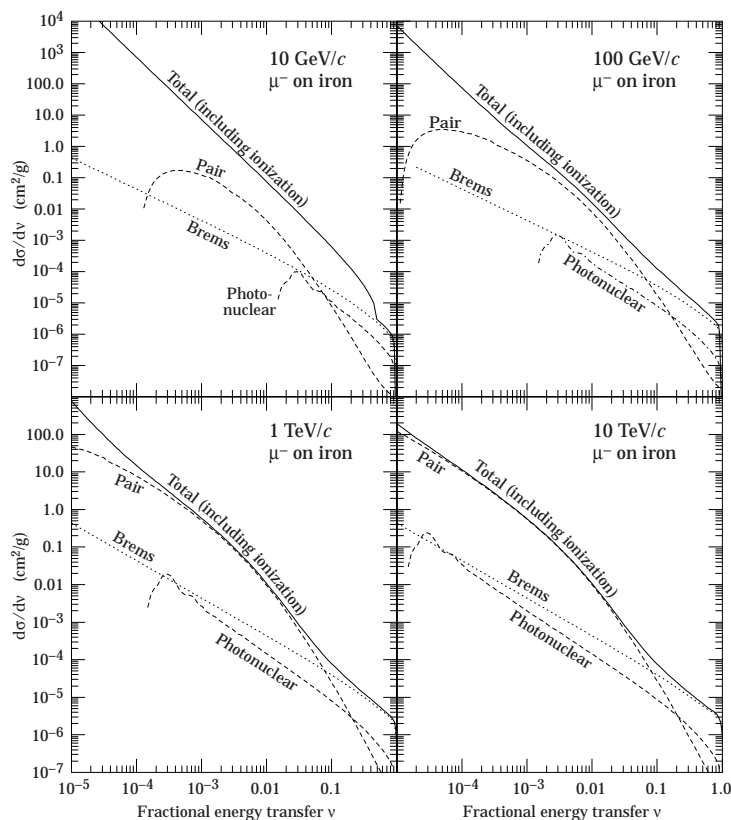 10⁴
10³
100.0
10.0
1.0
0.1
0.01
10⁻³
10⁻⁴
10⁻⁵
10⁻⁶
10⁻⁷
dσ/dν (cm²/g)
10 GeV/c
μ⁻ on iron
Total (including ionization)
Pair
Brems
Photo-
nuclear
100 GeV/c
μ⁻ on iron
Total (including ionization)
Pair
Brems
Photonuclear
100.0
10.0
1.0
0.1
0.01
10⁻³
10⁻⁴
10⁻⁵
10⁻⁶
10⁻⁷
dσ/dν (cm²/g)
1 TeV/c
μ⁻ on iron
Total (including ionization)
Pair
Brems
Photonuclear
10 TeV/c
μ⁻ on iron
Total (including ionization)
Pair
Brems
Photonuclear
10⁻⁵ 10⁻⁴ 10⁻³ 0.01 0.1
10⁻⁴ 10⁻³ 0.01 0.1 1.0
Fractional energy transfer ν
Fractional energy transfer ν